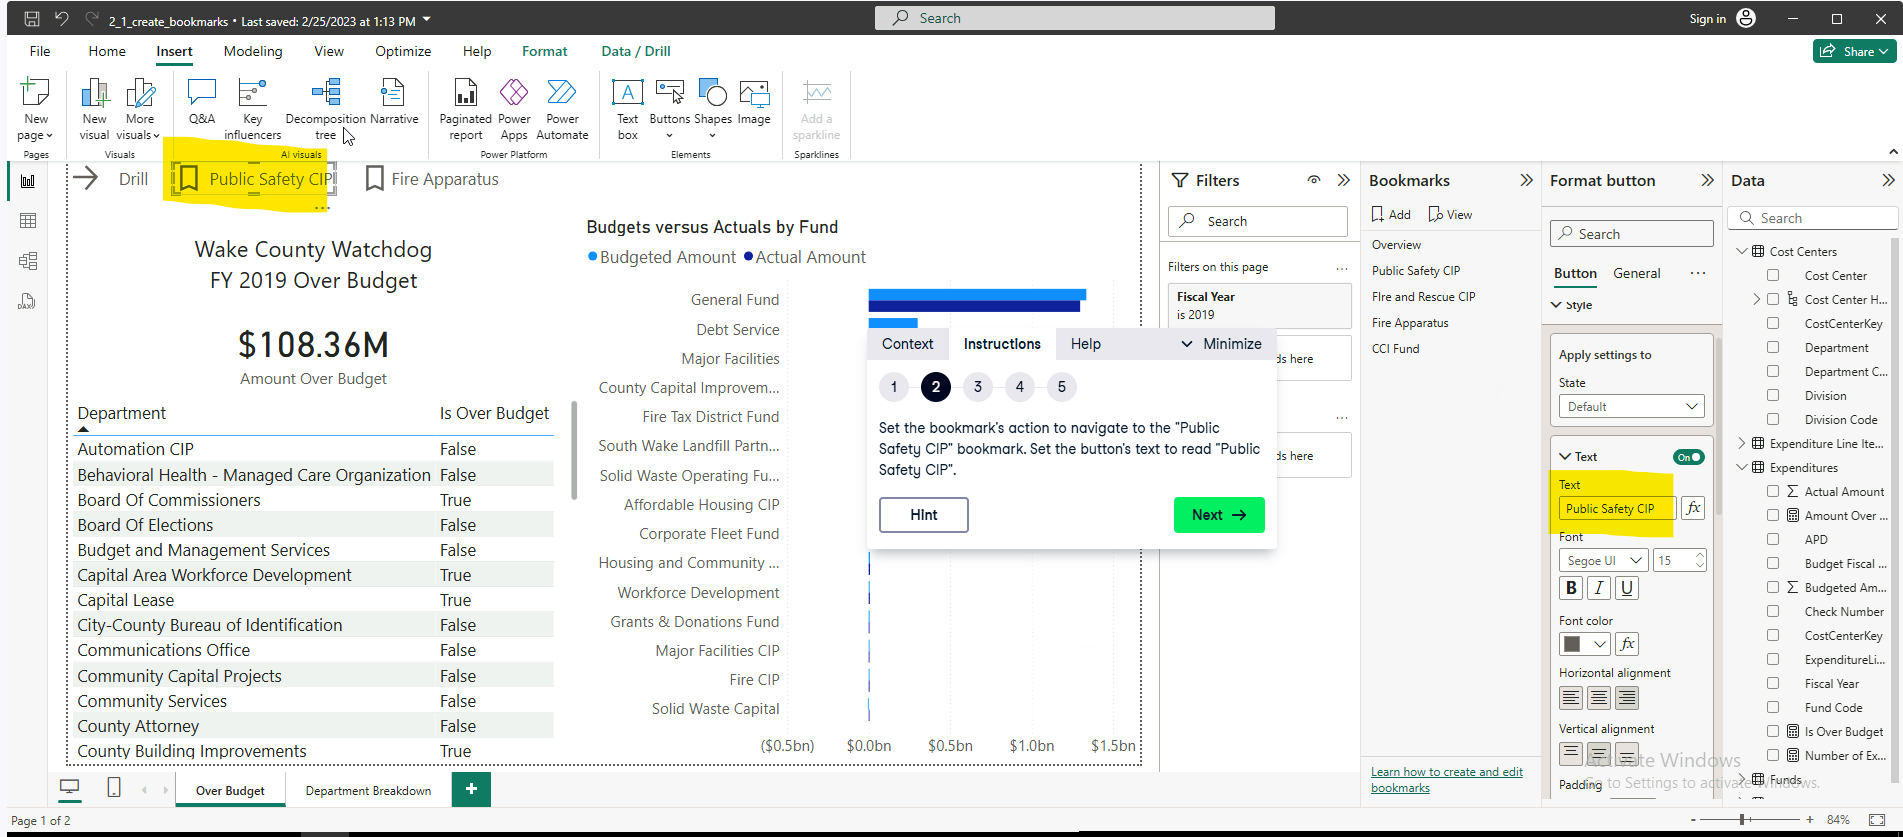 2_1_create_bookmarks • Last saved: 2/25/2023 at 1:13 PM
Search
Sign in
File Home Insert Modeling View Optimize Help Format Data / Drill
Share
New page
New visual
More visuals
Q&A
Key influencers
Decomposition tree
Narrative
Paginated report
Power Apps
Power Automate
Text box
Buttons
Shapes
Image
Add a sparkline
Pages
Visuals
AI visuals
Power Platform
Elements
Sparklines
Drill
Public Safety CIP
Fire Apparatus
Wake County Watchdog
FY 2019 Over Budget
$108.36M
Amount Over Budget
Department Is Over Budget
Automation CIP False
Behavioral Health - Managed Care Organization False
Board Of Commissioners True
Board Of Elections False
Budget and Management Services False
Capital Area Workforce Development True
Capital Lease True
City-County Bureau of Identification False
Communications Office False
Community Capital Projects False
Community Services False
County Attorney False
County Building Improvements True
Budgets versus Actuals by Fund
Budgeted Amount Actual Amount
General Fund
Debt Service
Major Facilities
County Capital Improvem...
Fire Tax District Fund
South Wake Landfill Partn...
Solid Waste Operating Fu...
Affordable Housing CIP
Corporate Fleet Fund
Housing and Community ...
Workforce Development
Grants & Donations Fund
Major Facilities CIP
Fire CIP
Solid Waste Capital
($0.5bn) $0.0bn $0.5bn $1.0bn $1.5bn
Context Instructions Help Minimize
1 2 3 4 5
Set the bookmark's action to navigate to the "Public
Safety CIP" bookmark. Set the button's text to read "Public
Safety CIP".
Hint
Next
Filters
Search
Filters on this page
Fiscal Year
is 2019
ds here
ds here
Bookmarks
Add View
Overview
Public Safety CIP
FIre and Rescue CIP
Fire Apparatus
CCI Fund
Learn how to create and edit
bookmarks
Format button
Search
Button General
Style
Apply settings to
State
Default
Text On
Text
Public Safety CIP
fx
Font
Segoe UI 15
B I U
Font color
fx
Horizontal alignment
Vertical alignment
Padding
Data
Search
Cost Centers
Cost Center
Cost Center H...
CostCenterKey
Department
Department C...
Division
Division Code
Expenditure Line Ite...
Expenditures
Actual Amount
Amount Over ...
APD
Budget Fiscal ...
Budgeted Am...
Check Number
CostCenterKey
ExpenditureLi...
Fiscal Year
Fund Code
Is Over Budget
Number of Ex...
Funds
Activate Windows
Go to Settings to activate Windows.
Over Budget
Department Breakdown
+
Page 1 of 2
- + 84%
DAX